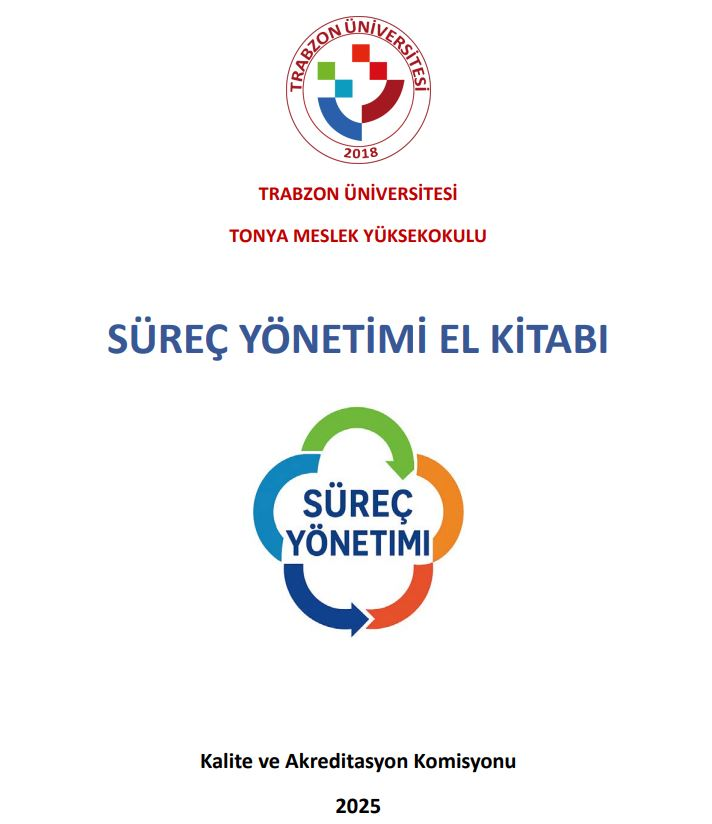 TRABZON ÜNİVERSİTESİ
2018
TRABZON ÜNİVERSİTESİ
TONYA MESLEK YÜKSEKOKULU
SÜREÇ YÖNETİMİ EL KİTABI
SÜREÇ
YÖNETIMI
Kalite ve Akreditasyon Komisyonu
2025